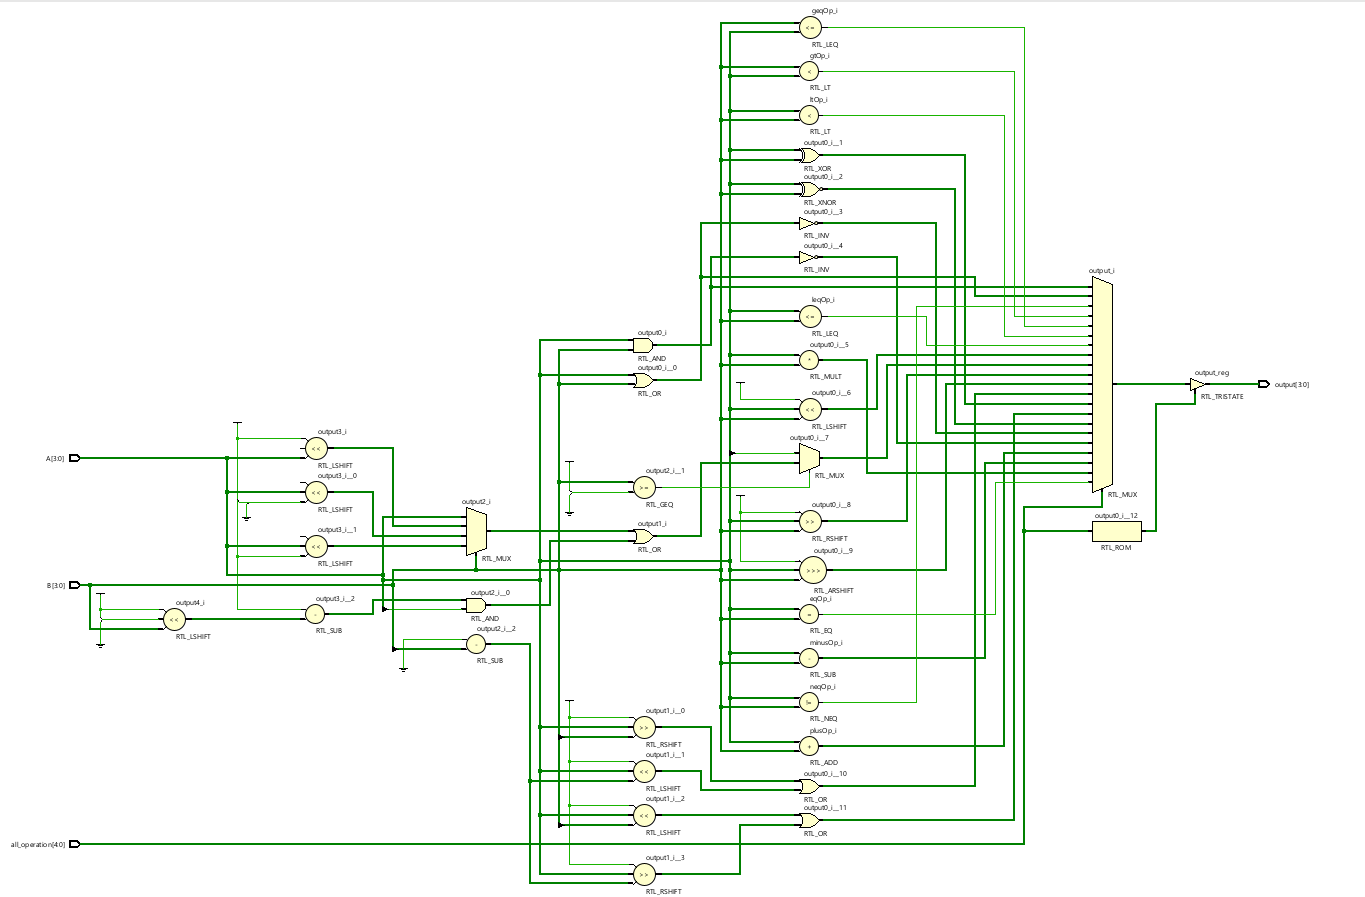 geqOp_i
<=
RTL_LEQ
gtOp_i
<
RTL_LT
ltOp_i
<
RTL_LT
output0_i__1
RTL_XOR
output0_i__2
RTL_XNOR
output0_i__3
RTL_INV
output0_i__4
RTL_INV
output_i
RTL_MUX
leqOp_i
<=
RTL_LEQ
output0_i
RTL_AND
output0_i__0
RTL_OR
output0_i__5
*
RTL_MULT
output_reg
RTL_TRISTATE
output[3:0]
output0_i__6
<<
RTL_LSHIFT
output0_i__7
RTL_MUX
output3_i
<<
RTL_LSHIFT
A[3:0]
output3_i__0
<<
RTL_LSHIFT
output2_i__1
>=
RTL_GEQ
output2_i
RTL_MUX
output3_i__1
<<
RTL_LSHIFT
output1_i
RTL_OR
output0_i__8
>>
RTL_RSHIFT
output0_i__12
RTL_ROM
output0_i__9
>>>
RTL_ARSHIFT
B[3:0]
output4_i
<<
RTL_LSHIFT
output3_i__2
-
RTL_SUB
output2_i__0
RTL_AND
output2_i__2
-
RTL_SUB
eqOp_i
=
RTL_EQ
minusOp_i
-
RTL_SUB
neqOp_i
!=
RTL_NEQ
output1_i__0
>>
RTL_RSHIFT
plusOp_i
+
RTL_ADD
output1_i__1
<<
RTL_LSHIFT
output0_i__10
RTL_OR
output1_i__2
<<
RTL_LSHIFT
output0_i__11
RTL_OR
all_operation[4:0]
output1_i__3
>>
RTL_RSHIFT